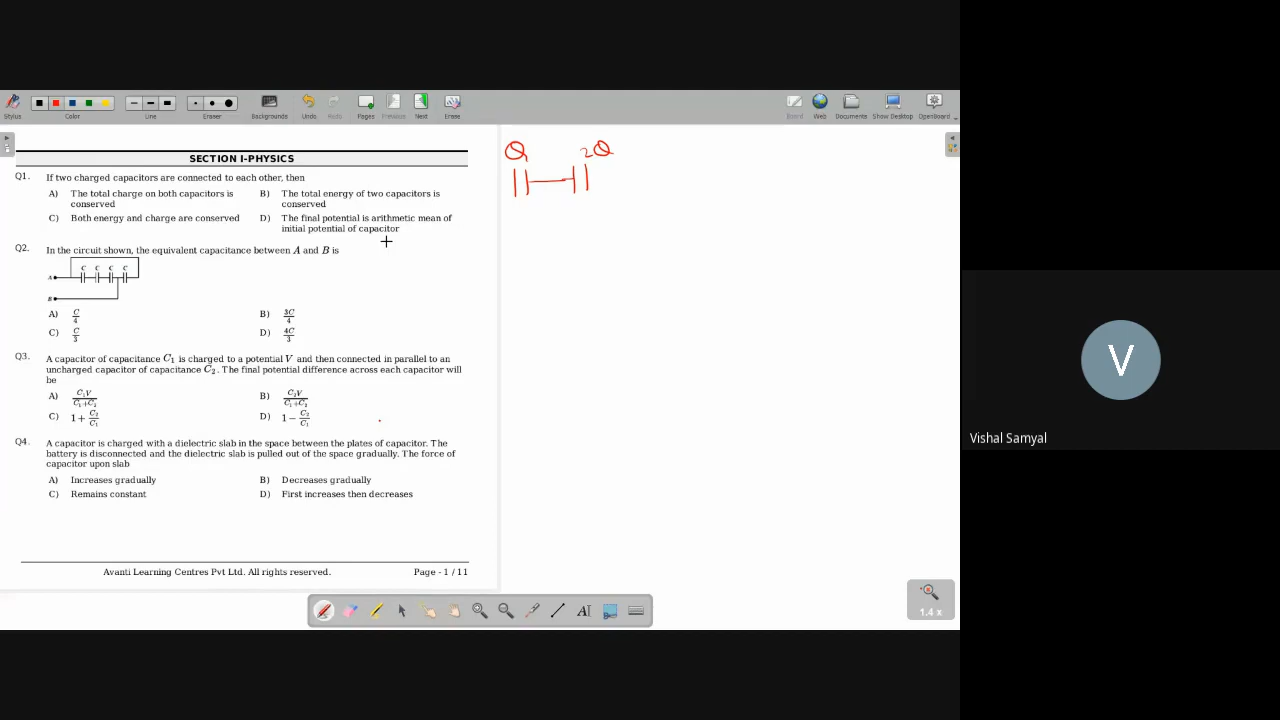 Stylus
Color
Line
Eraser
Backgrounds
Undo
Redo
Pages
Previous
Next
Erase
Board
Web
Documents
Show Desktop
OpenBoard
SECTION I-PHYSICS
Q1. If two charged capacitors are connected to each other, then
A) The total charge on both capacitors is conserved
B) The total energy of two capacitors is conserved
C) Both energy and charge are conserved
D) The final potential is arithmetic mean of initial potential of capacitor
Q2. In the circuit shown, the equivalent capacitance between A and B is
C C C C
A
B
A) C/4
B) 3C/4
C) C/3
D) 4C/3
Q3. A capacitor of capacitance C₁ is charged to a potential V and then connected in parallel to an
uncharged capacitor of capacitance C₂. The final potential difference across each capacitor will
be
A) C₁V/C₁+C₂
B) C₂V/C₁+C₂
C) 1 + C₂/C₁
D) 1 − C₂/C₁
Q4. A capacitor is charged with a dielectric slab in the space between the plates of capacitor. The
battery is disconnected and the dielectric slab is pulled out of the space gradually. The force of
capacitor upon slab
A) Increases gradually
B) Decreases gradually
C) Remains constant
D) First increases then decreases
Avanti Learning Centres Pvt Ltd. All rights reserved. Page - 1 / 11
2Q
1.4 x
V
Vishal Samyal